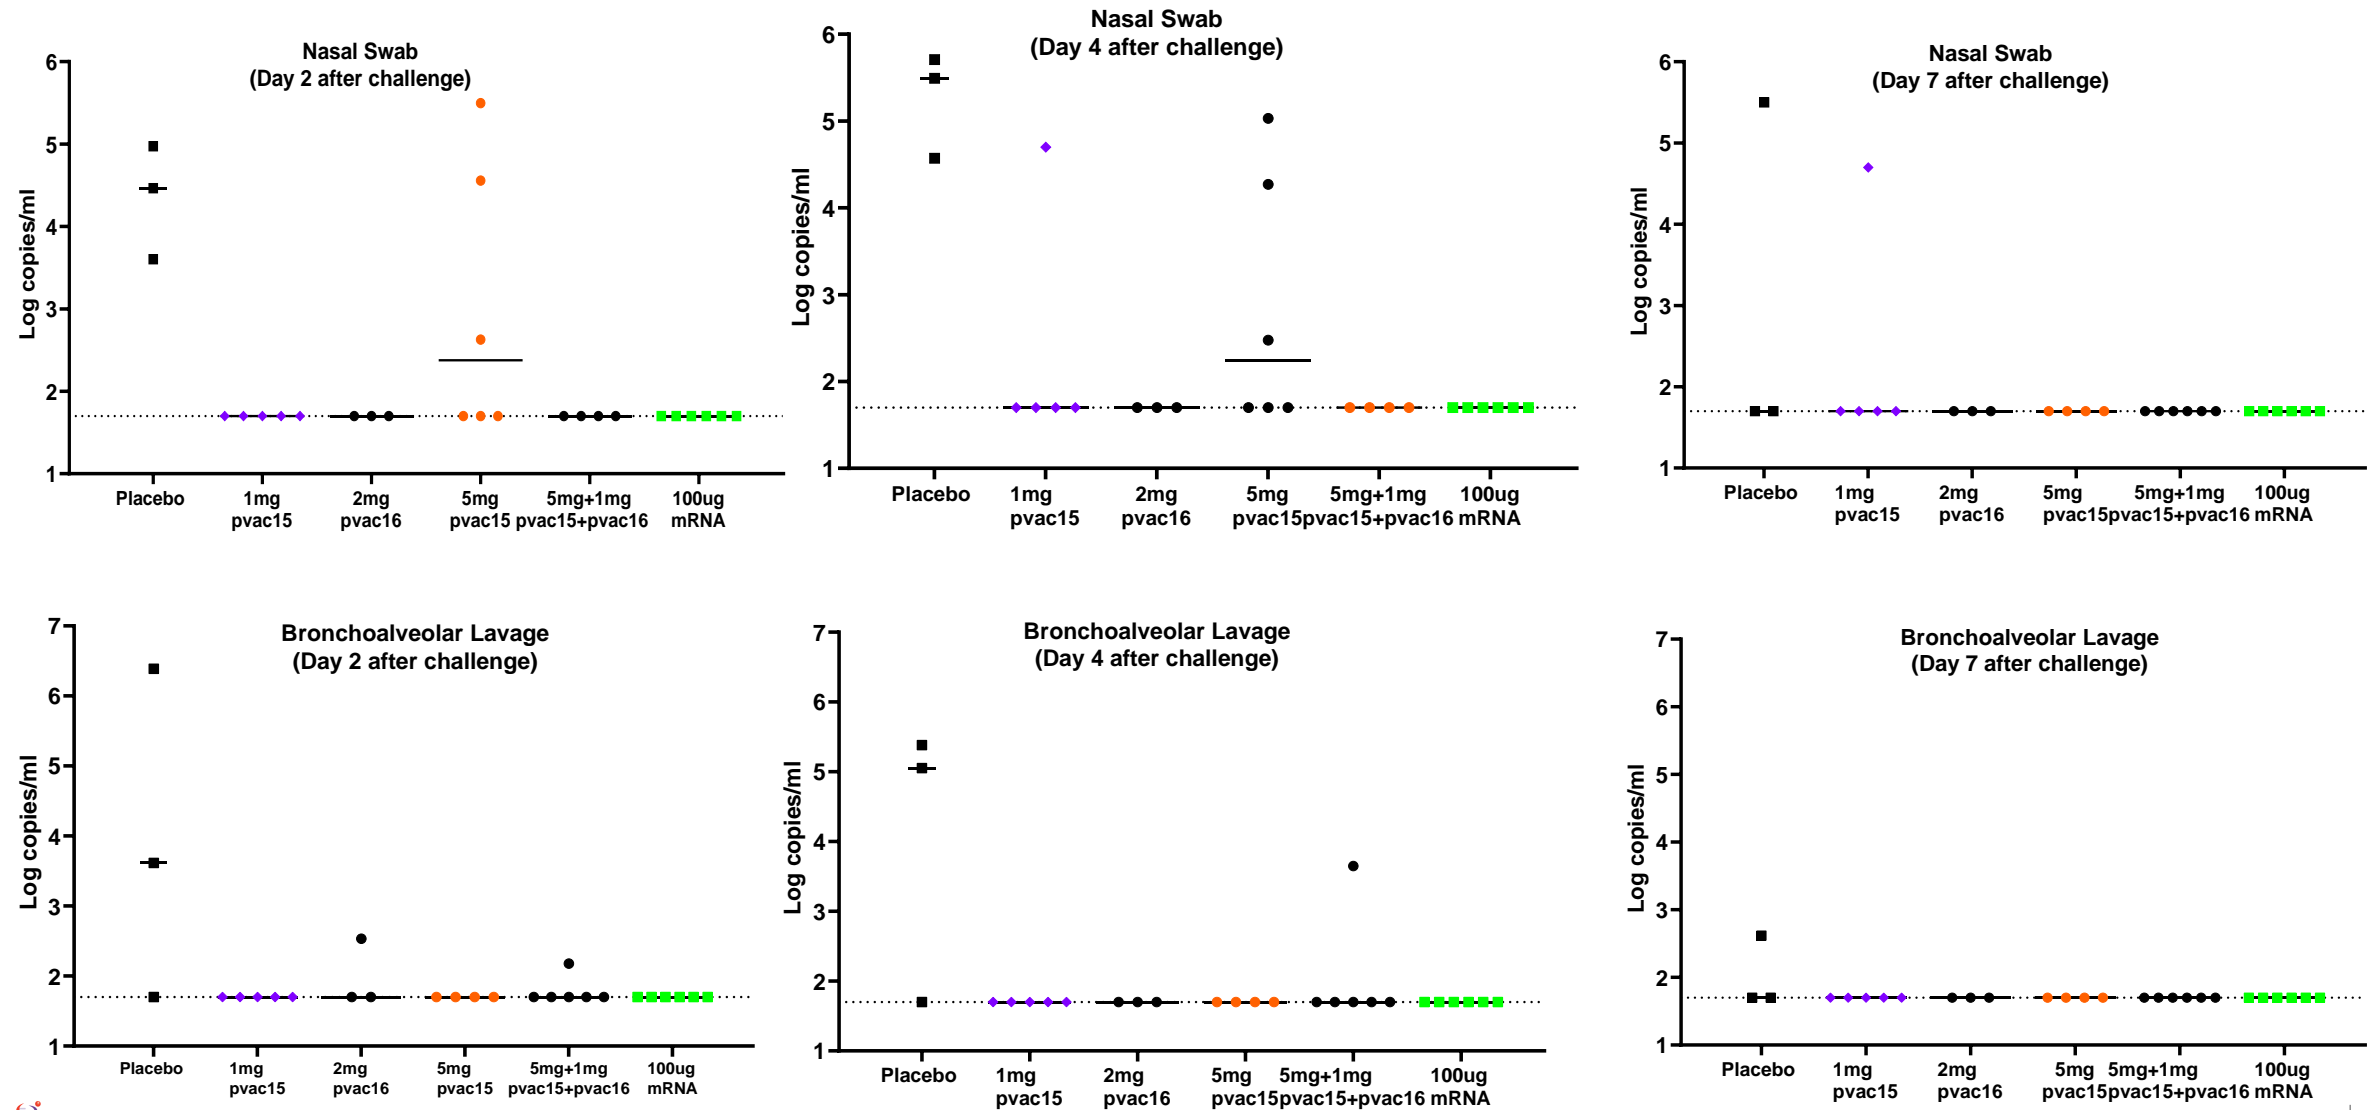 Nasal Swab
(Day 2 after challenge)
Log copies/ml
6
5
4
3
2
1
Placebo
1mg
pvac15
2mg
pvac16
5mg
pvac15
5mg+1mg
pvac15+pvac16
100ug
mRNA
Nasal Swab
(Day 4 after challenge)
Log copies/ml
6
5
4
3
2
1
Placebo
1mg
pvac15
2mg
pvac16
5mg
pvac15
5mg+1mg
pvac15+pvac16
100ug
mRNA
Nasal Swab
(Day 7 after challenge)
Log copies/ml
6
5
4
3
2
1
Placebo
1mg
pvac15
2mg
pvac16
5mg
pvac15
5mg+1mg
pvac15+pvac16
100ug
mRNA
Bronchoalveolar Lavage
(Day 2 after challenge)
Log copies/ml
7
6
5
4
3
2
1
Placebo
1mg
pvac15
2mg
pvac16
5mg
pvac15
5mg+1mg
pvac15+pvac16
100ug
mRNA
Bronchoalveolar Lavage
(Day 4 after challenge)
Log copies/ml
7
6
5
4
3
2
1
Placebo
1mg
pvac15
2mg
pvac16
5mg
pvac15
5mg+1mg
pvac15+pvac16
100ug
mRNA
Bronchoalveolar Lavage
(Day 7 after challenge)
Log copies/ml
7
6
5
4
3
2
1
Placebo
1mg
pvac15
2mg
pvac16
5mg
pvac15
5mg+1mg
pvac15+pvac16
100ug
mRNA